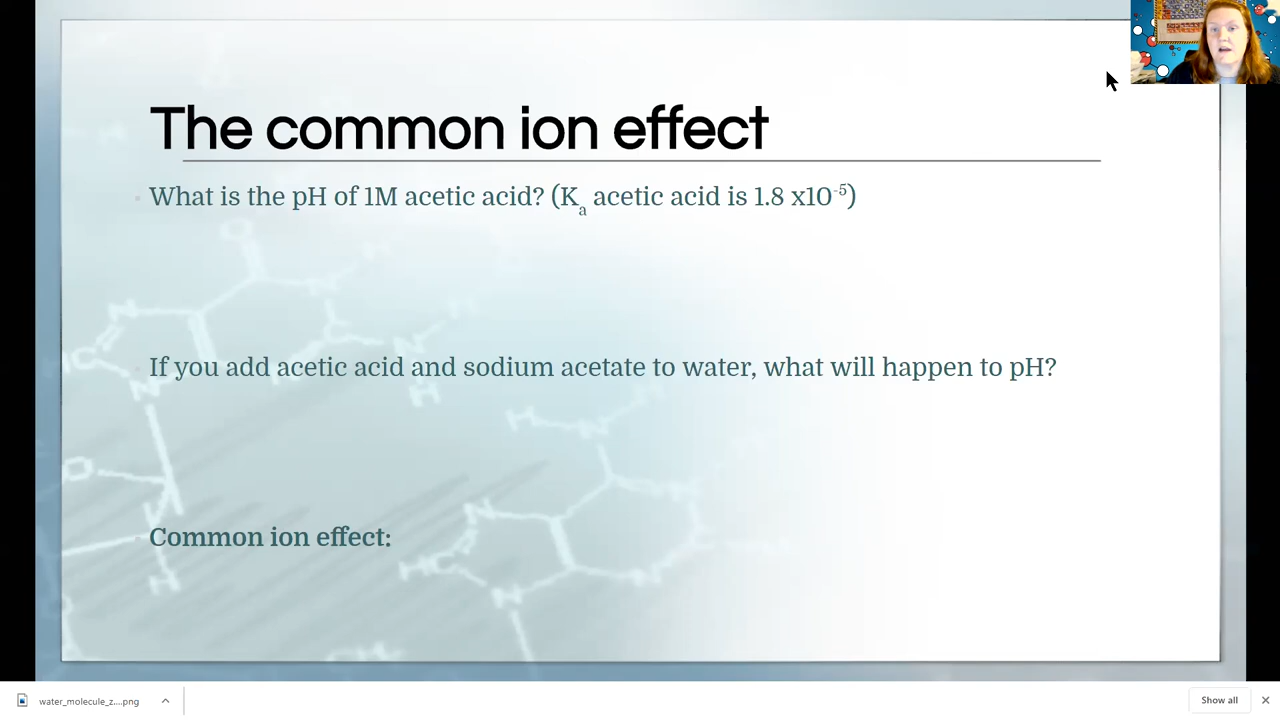 The common ion effect
What is the pH of 1M acetic acid? (Kₐ acetic acid is 1.8 x10⁻⁵)
If you add acetic acid and sodium acetate to water, what will happen to pH?
Common ion effect:
water_molecule_z....png
Show all